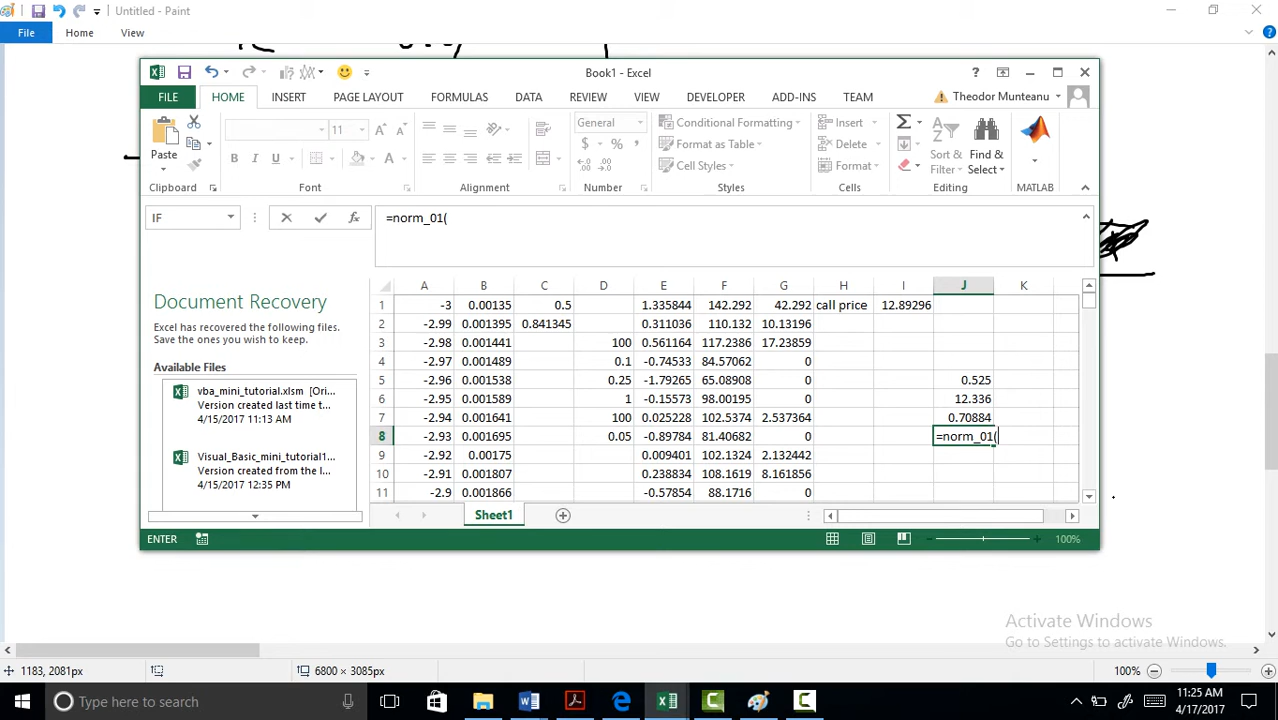 Untitled - Paint
File Home View
Book1 - Excel
FILE HOME INSERT PAGE LAYOUT FORMULAS DATA REVIEW VIEW DEVELOPER ADD-INS TEAM Theodor Munteanu
Paste
11
General
Conditional Formatting
Format as Table
Cell Styles
Insert
Delete
Format
Sort & Filter
Find & Select
Clipboard Font Alignment Number Styles Cells Editing MATLAB
IF =norm_01(
Document Recovery
Excel has recovered the following files. Save the ones you wish to keep.
Available Files
vba_mini_tutorial.xlsm [Ori...
Version created last time t...
4/15/2017 11:13 AM
Visual_Basic_mini_tutorial1...
Version created from the l...
4/15/2017 12:35 PM
A B C D E F G H I J K
1 -3 0.00135 0.5 1.335844 142.292 42.292 call price 12.89296
2 -2.99 0.001395 0.841345 0.311036 110.132 10.13196
3 -2.98 0.001441 100 0.561164 117.2386 17.23859
4 -2.97 0.001489 0.1 -0.74533 84.57062 0
5 -2.96 0.001538 0.25 -1.79265 65.08908 0 0.525
6 -2.95 0.001589 1 -0.15573 98.00195 0 12.336
7 -2.94 0.001641 100 0.025228 102.5374 2.537364 0.70884
8 -2.93 0.001695 0.05 -0.89784 81.40682 0 =norm_01(
9 -2.92 0.00175 0.009401 102.1324 2.132442
10 -2.91 0.001807 0.238834 108.1619 8.161856
11 -2.9 0.001866 -0.57854 88.1716 0
Sheet1
ENTER 100%
Activate Windows
Go to Settings to activate Windows.
1183, 2081px 6800 × 3085px 100%
Type here to search
11:25 AM
4/17/2017